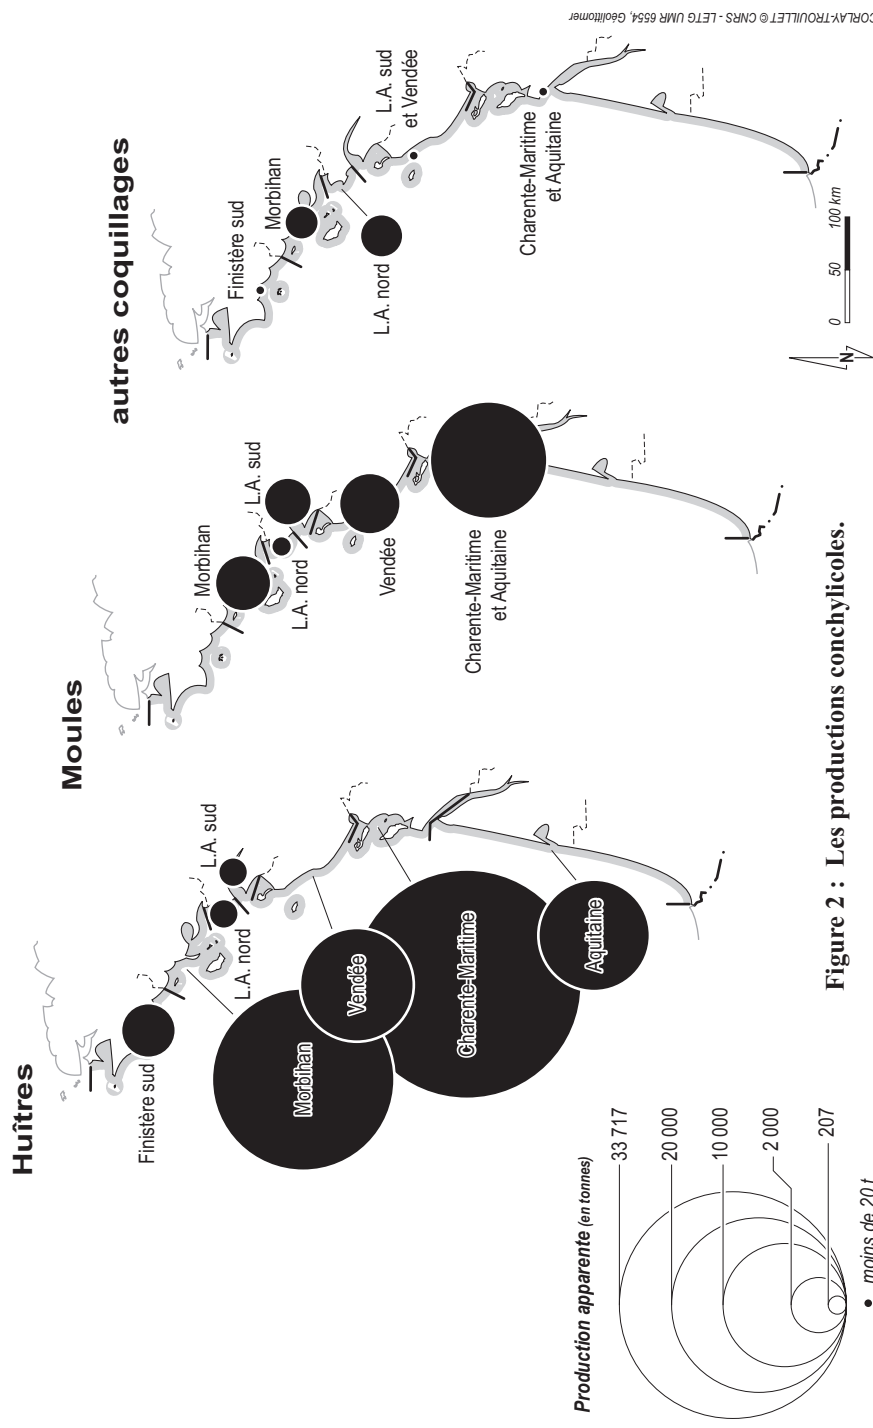 Huîtres
Finistère sud
L.A. nord
L.A. sud
Morbihan
Vendée
Charente-Maritime
Aquitaine
Moules
Morbihan
L.A. nord
L.A. sud
Vendée
Charente-Maritime
et Aquitaine
autres coquillages
Finistère sud
Morbihan
L.A. nord
L.A. sud
et Vendée
Charente-Maritime
et Aquitaine
Production apparente (en tonnes)
33 717
20 000
10 000
2 000
207
moins de 20 t
N
0 50 100 km
CORLAY-TROUILLET © CNRS - LETG UMR 6554, Géolittomer
Figure 2 : Les productions conchylicoles.